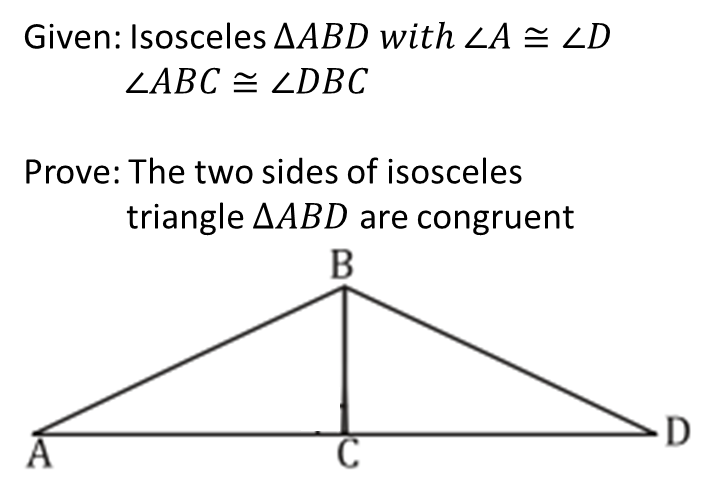 Given: Isosceles ΔABD with ∠A ≅ ∠D
∠ABC ≅ ∠DBC
Prove: The two sides of isosceles
triangle ΔABD are congruent
B
A
C
D